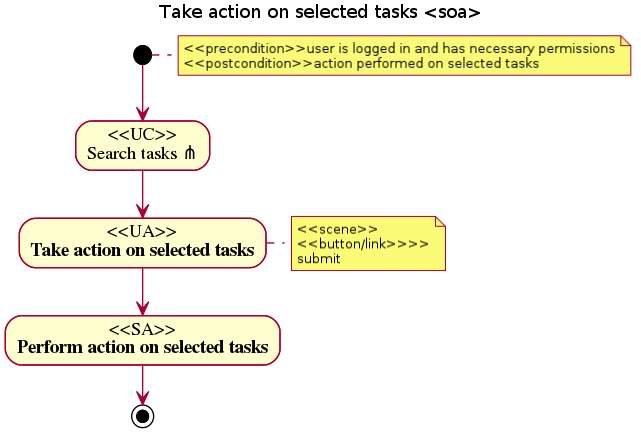 Take action on selected tasks <soa>
<<precondition>>user is logged in and has necessary permissions
<<postcondition>>action performed on selected tasks
<<UC>>
Search tasks ⋔
<<UA>>
Take action on selected tasks
<<scene>>
<<button/link>>>>
submit
<<SA>>
Perform action on selected tasks